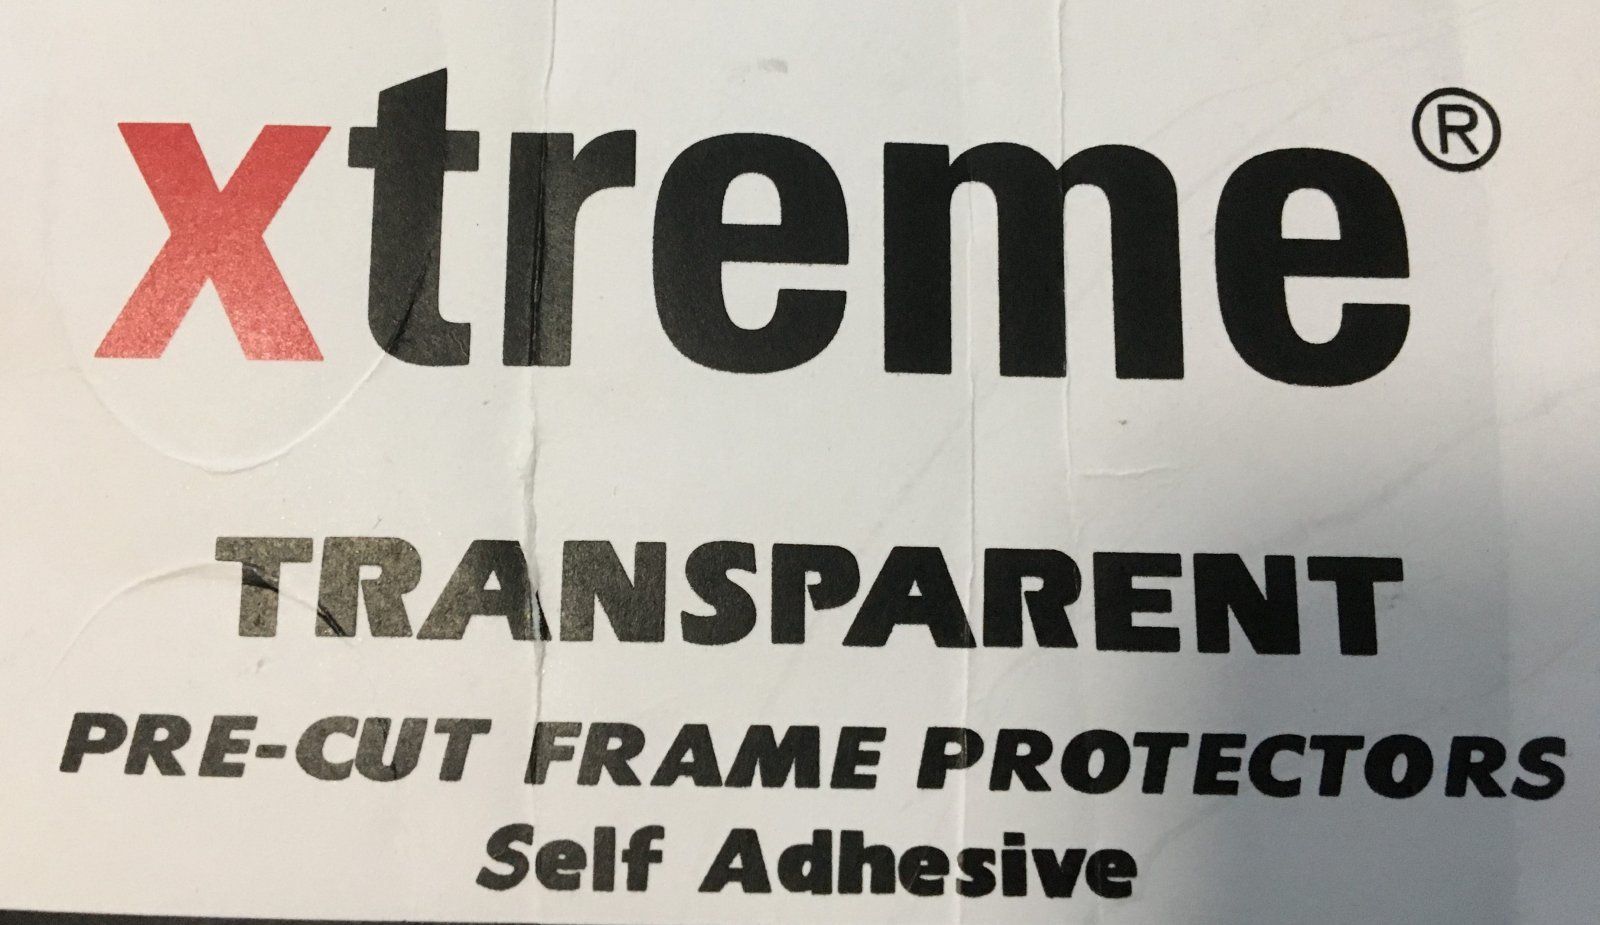 xtreme®
TRANSPARENT
PRE-CUT FRAME PROTECTORS
Self Adhesive